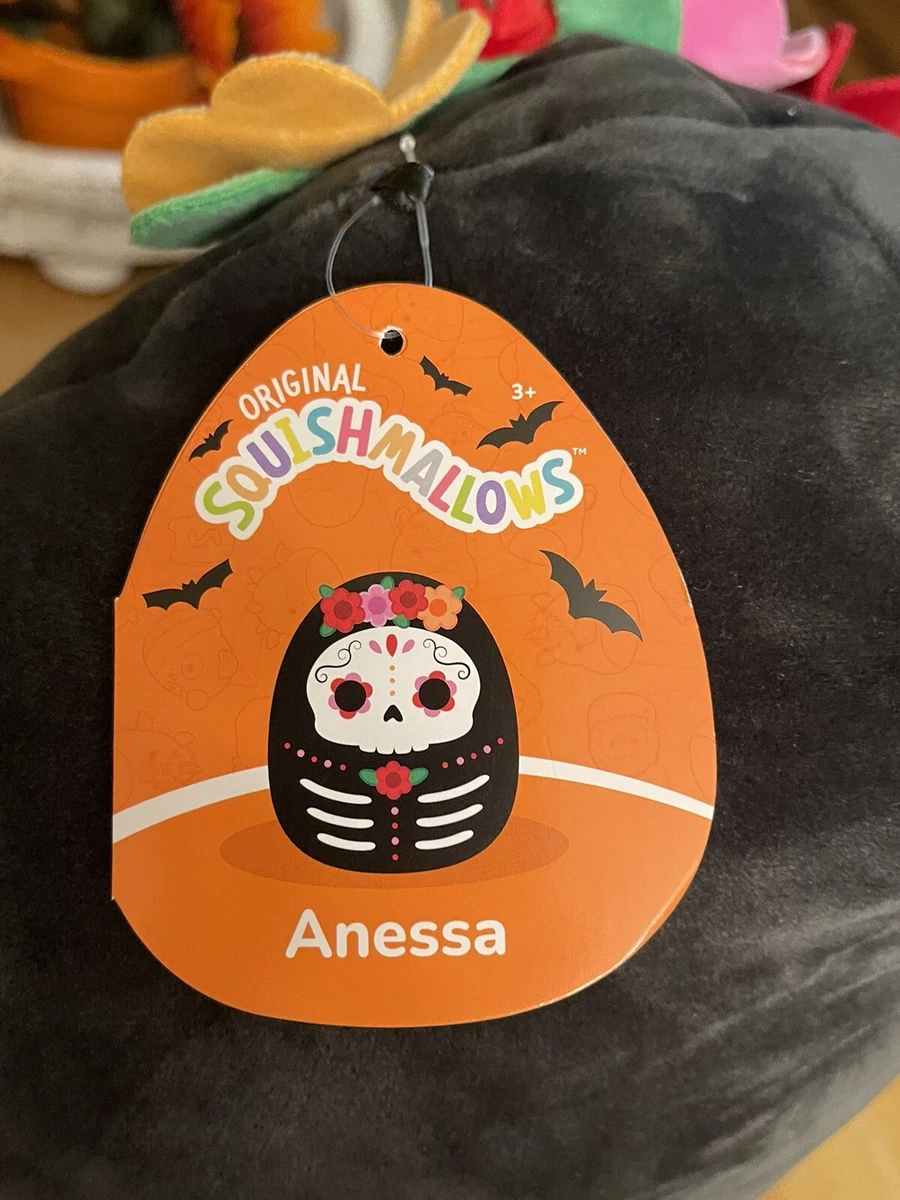 ORIGINAL
3+
SQUISHMALLOWS™
Anessa